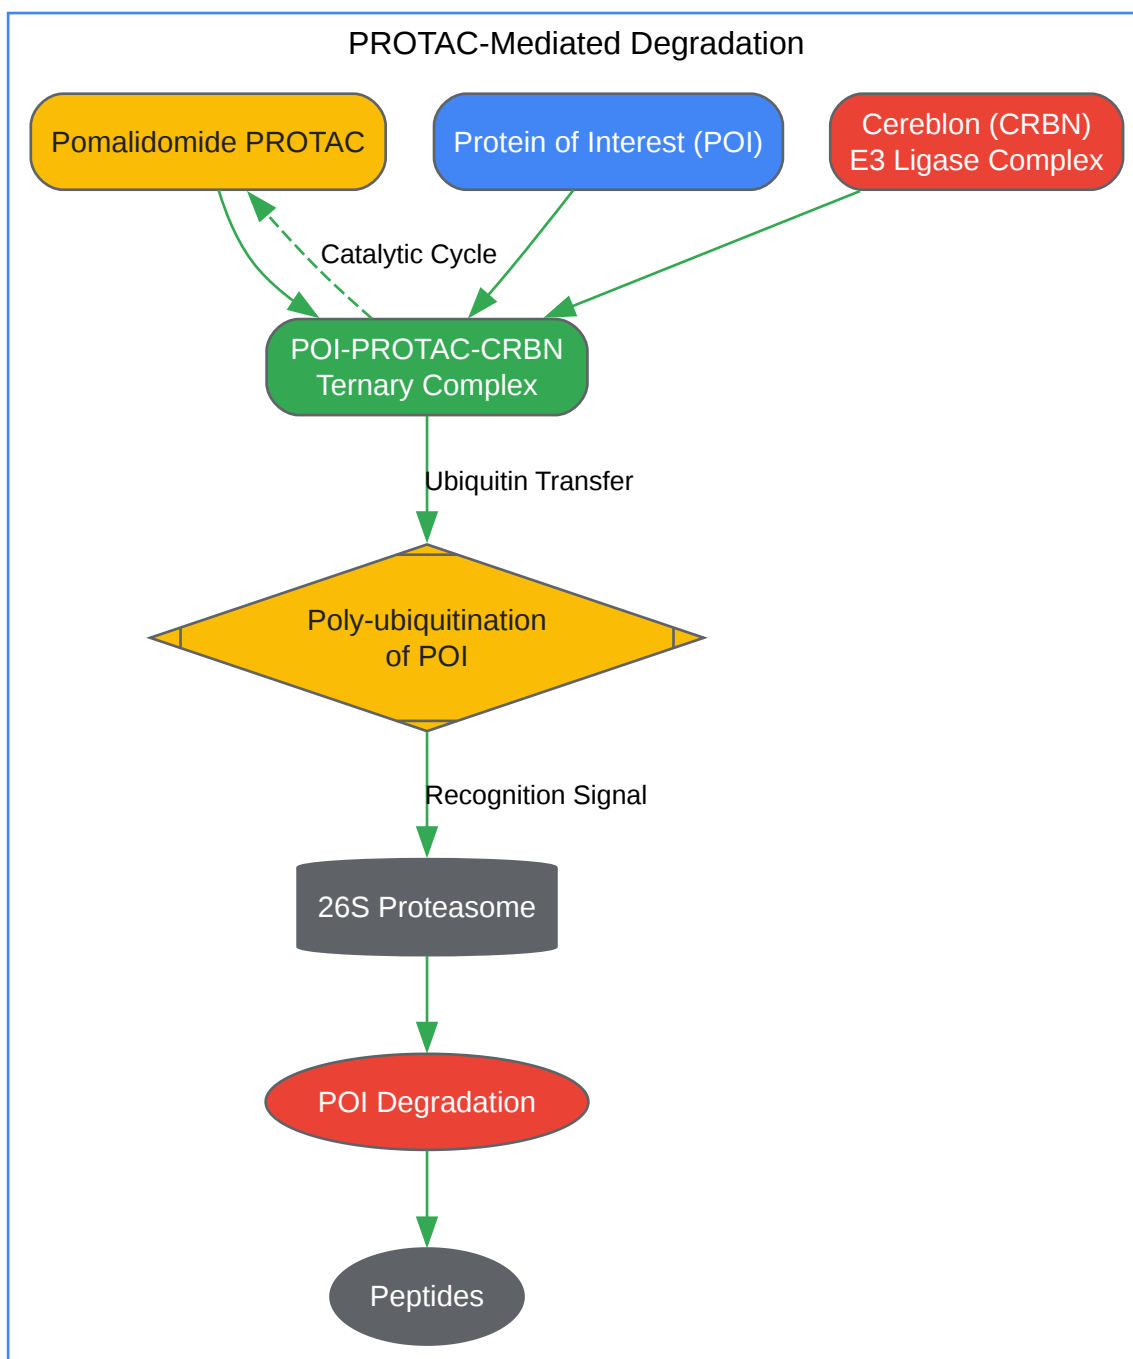 PROTAC-Mediated Degradation
Pomalidomide PROTAC
Protein of Interest (POI)
Cereblon (CRBN)
E3 Ligase Complex
Catalytic Cycle
POI-PROTAC-CRBN
Ternary Complex
Ubiquitin Transfer
Poly-ubiquitination
of POI
Recognition Signal
26S Proteasome
POI Degradation
Peptides